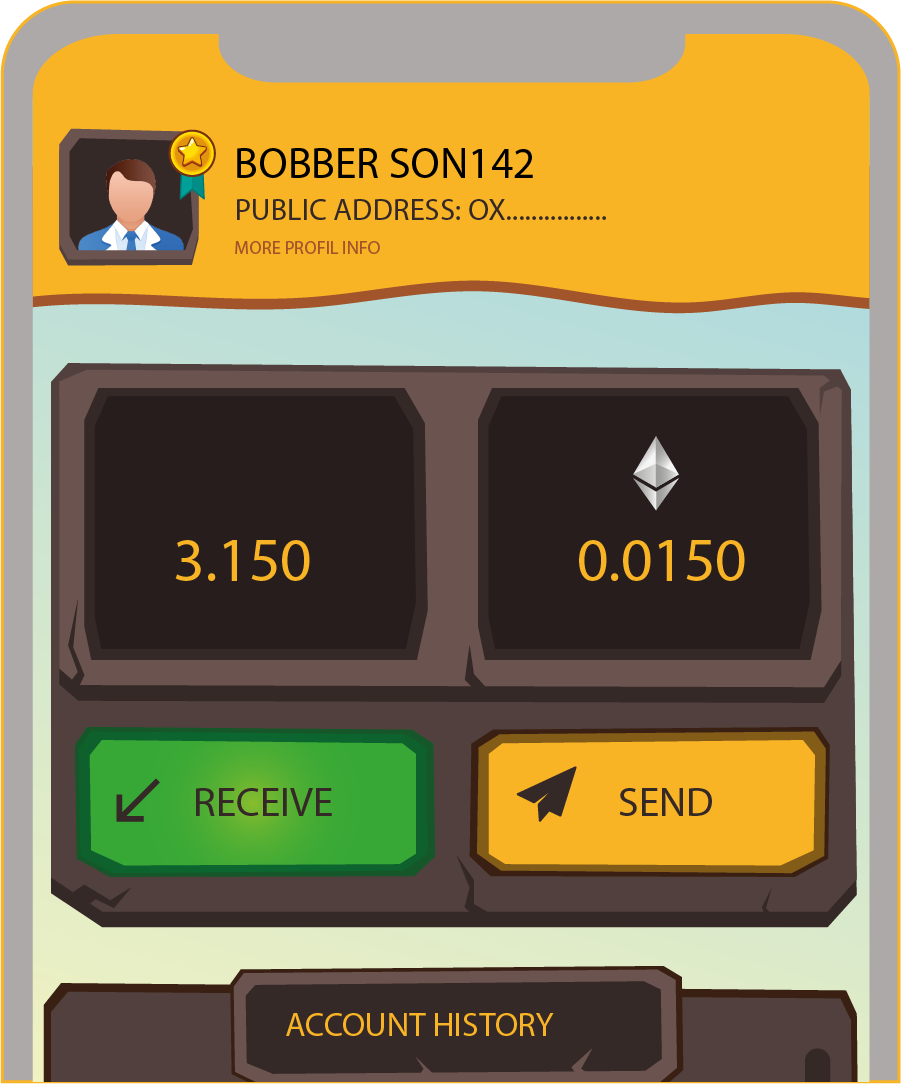 BOBBER SON142
PUBLIC ADDRESS: OX................
MORE PROFIL INFO
3.150
0.0150
RECEIVE
SEND
ACCOUNT HISTORY